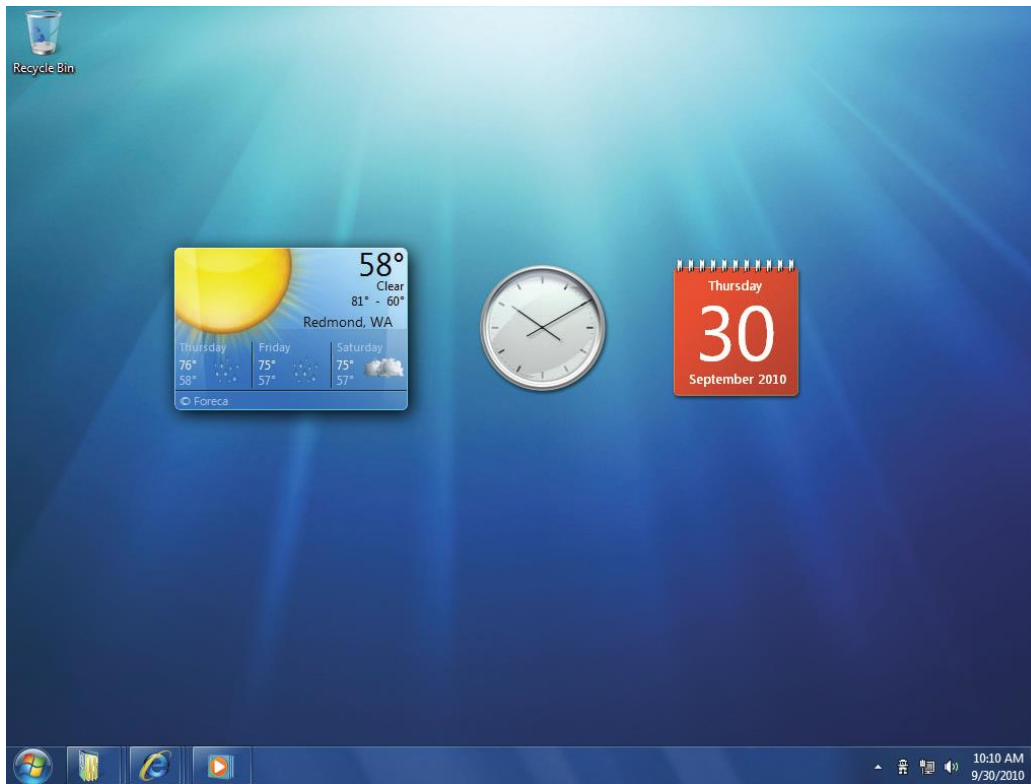 Recycle Bin
58°
Clear
81° - 60°
Redmond, WA
Thursday Friday Saturday
76° 75° 75°
58° 57° 57°
© Foreca
Thursday
30
September 2010
10:10 AM
9/30/2010